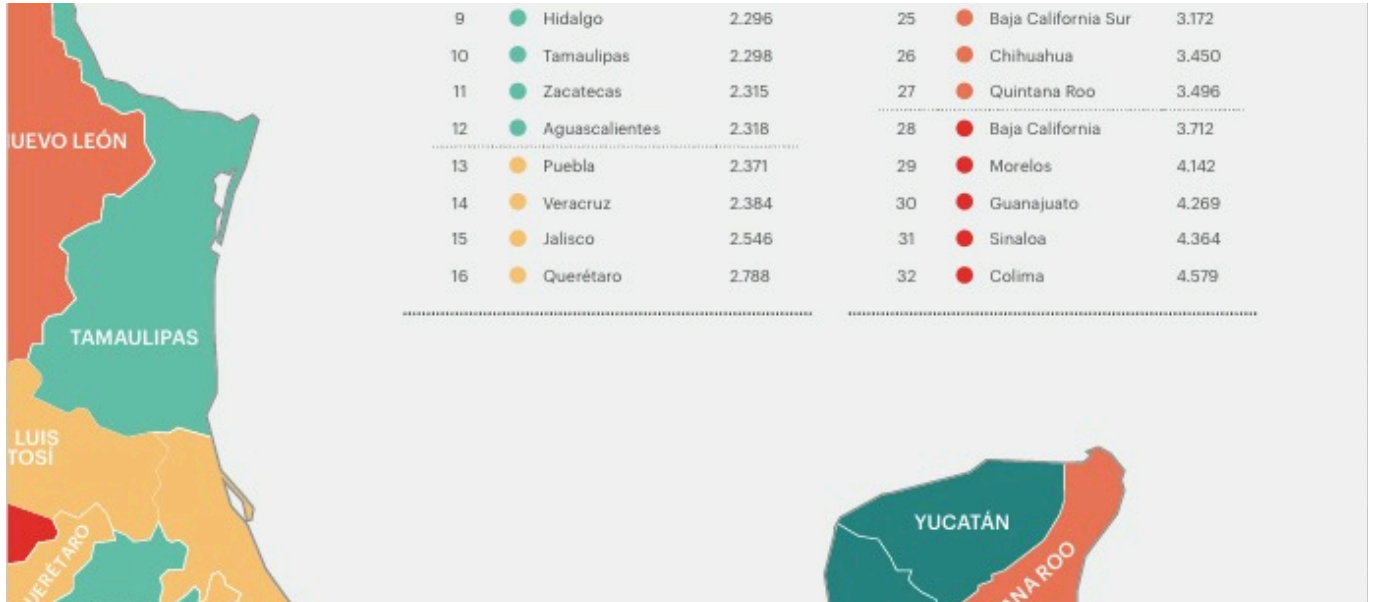 9 Hidalgo 2.296
10 Tamaulipas 2.298
11 Zacatecas 2.315
12 Aguascalientes 2.318
13 Puebla 2.371
14 Veracruz 2.384
15 Jalisco 2.546
16 Querétaro 2.788
25 Baja California Sur 3.172
26 Chihuahua 3.450
27 Quintana Roo 3.496
28 Baja California 3.712
29 Morelos 4.142
30 Guanajuato 4.269
31 Sinaloa 4.364
32 Colima 4.579
UEVO LEÓN
TAMAULIPAS
LUIS
TOSÍ
UERÉTARO
YUCATÁN
NA ROO